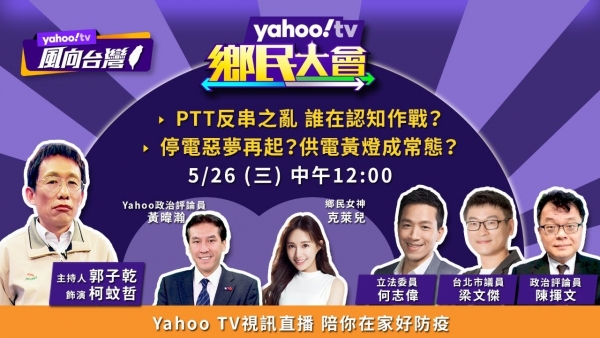 yahoo!tv
風向台灣
yahoo!tv
鄉民大會
PTT反串之亂 誰在認知作戰？
停電惡夢再起？供電黃燈成常態？
5/26 (三) 中午12:00
主持人 郭子乾
飾演 柯蚊哲
Yahoo政治評論員
黃暐瀚
鄉民女神
克萊兒
立法委員
何志偉
台北市議員
梁文傑
政治評論員
陳揮文
Yahoo TV視訊直播 陪你在家好防疫